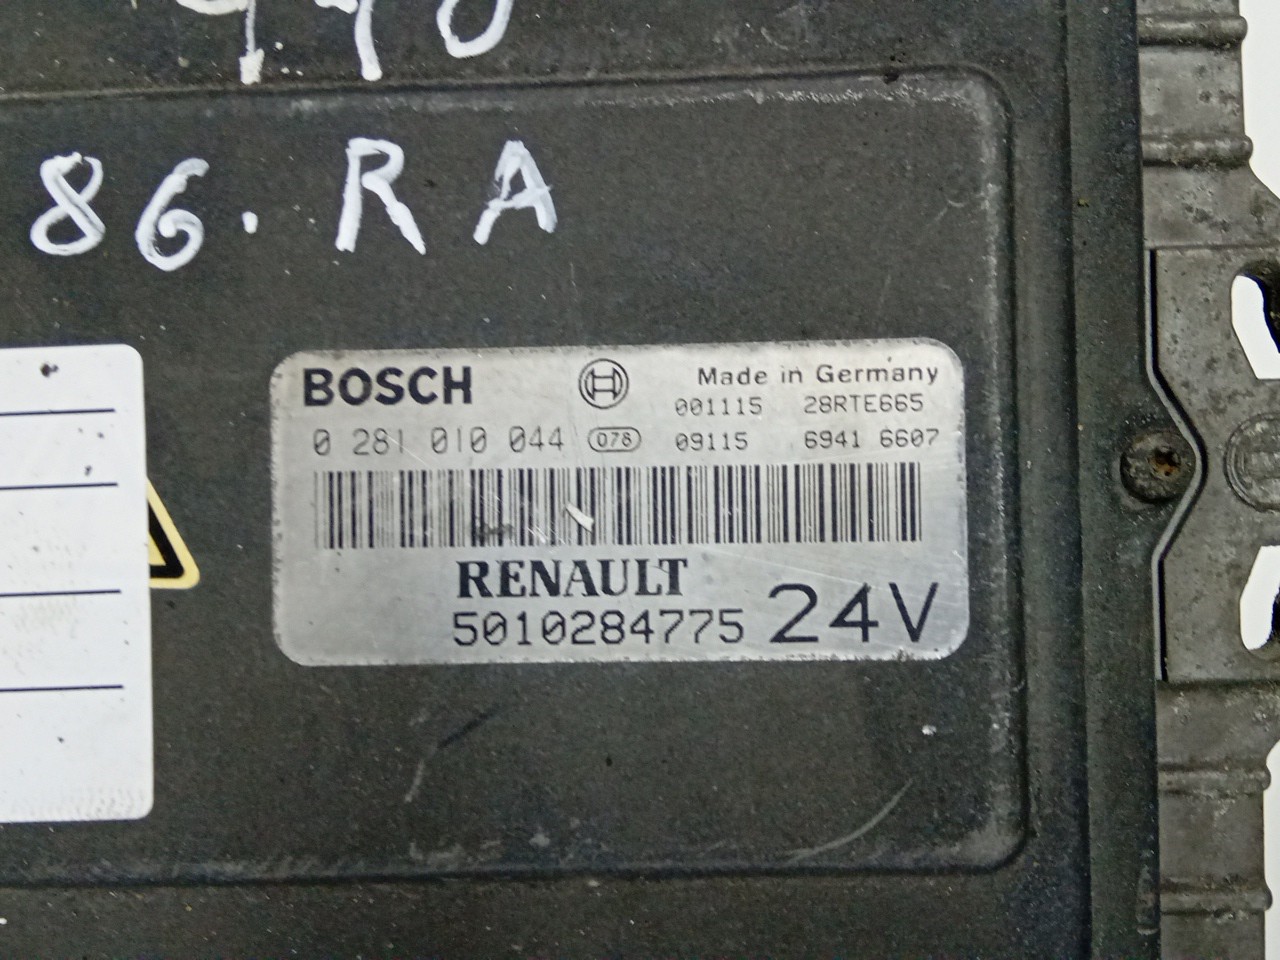 86. RA
BOSCH Made in Germany
001115 28RTE665
0 281 010 044 078 09115 6941 6607
RENAULT
5010284775 24V